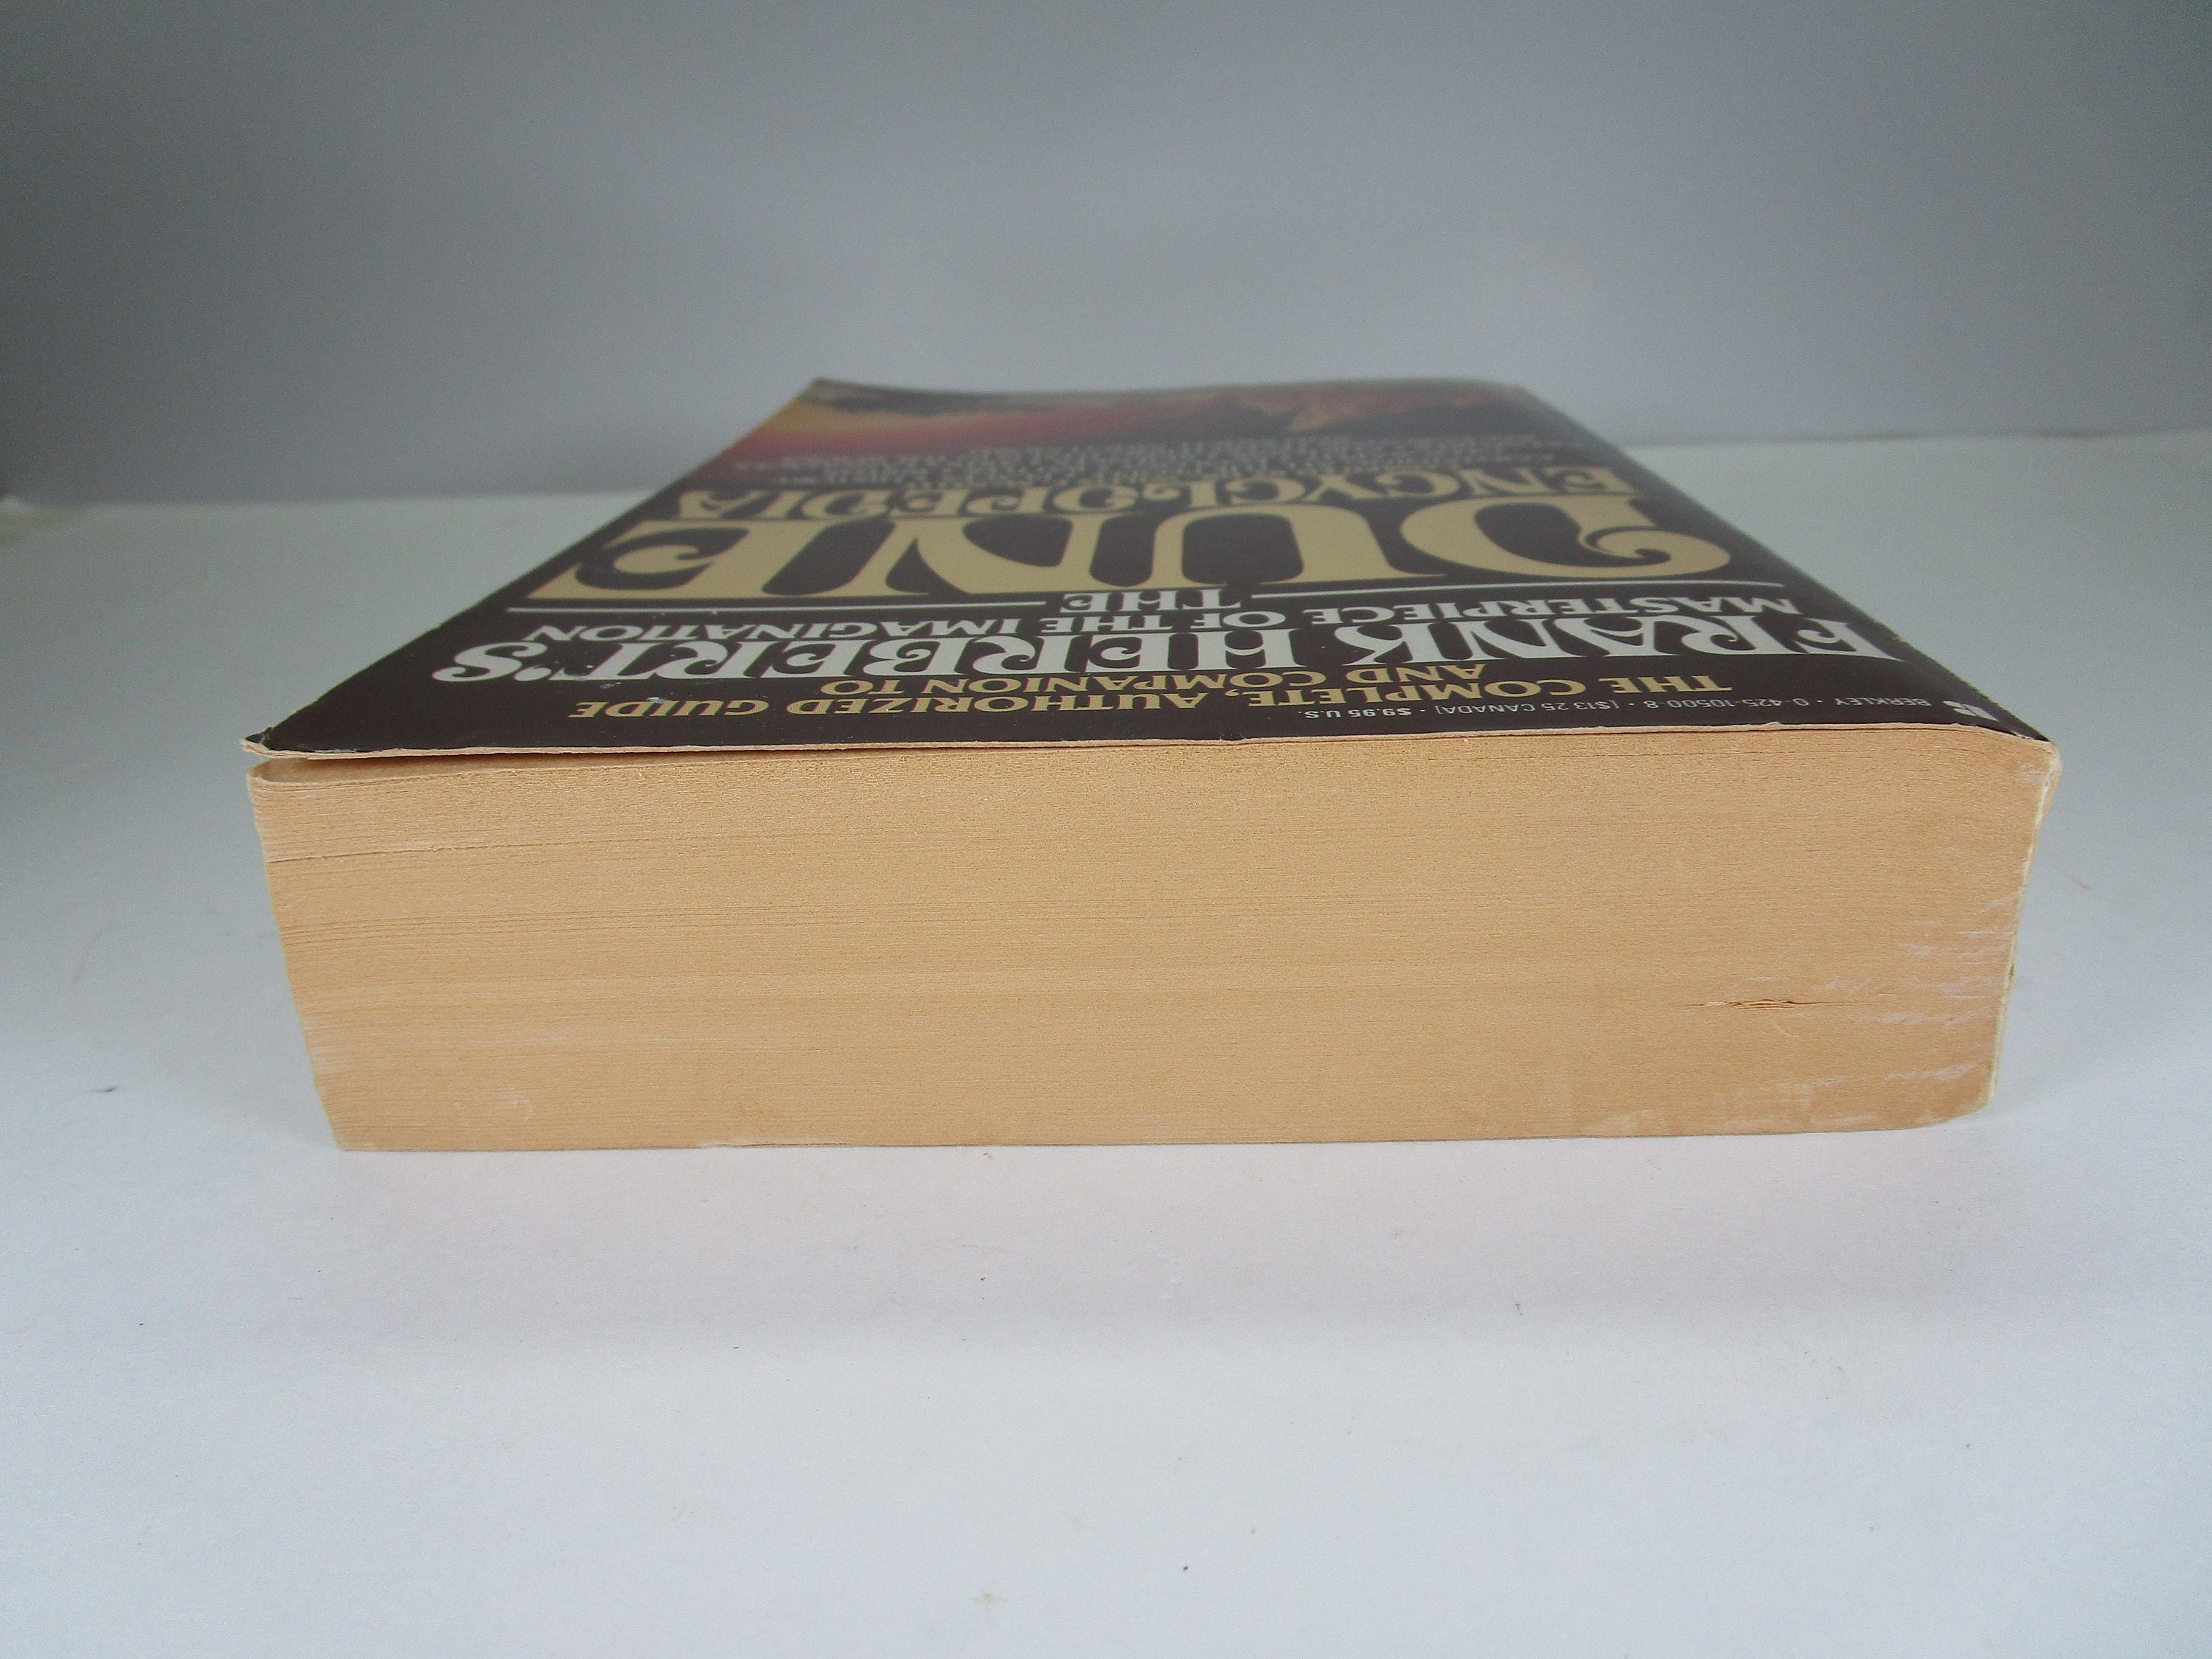 BERKLEY • 0-425-10500-8 • [$13.25 CANADA] • $9.95 U.S.
THE COMPLETE, AUTHORIZED GUIDE
AND COMPANION TO
FRANK HERBERT'S
MASTERPIECE OF THE IMAGINATION
THE
DUNE
ENCYCLOPEDIA